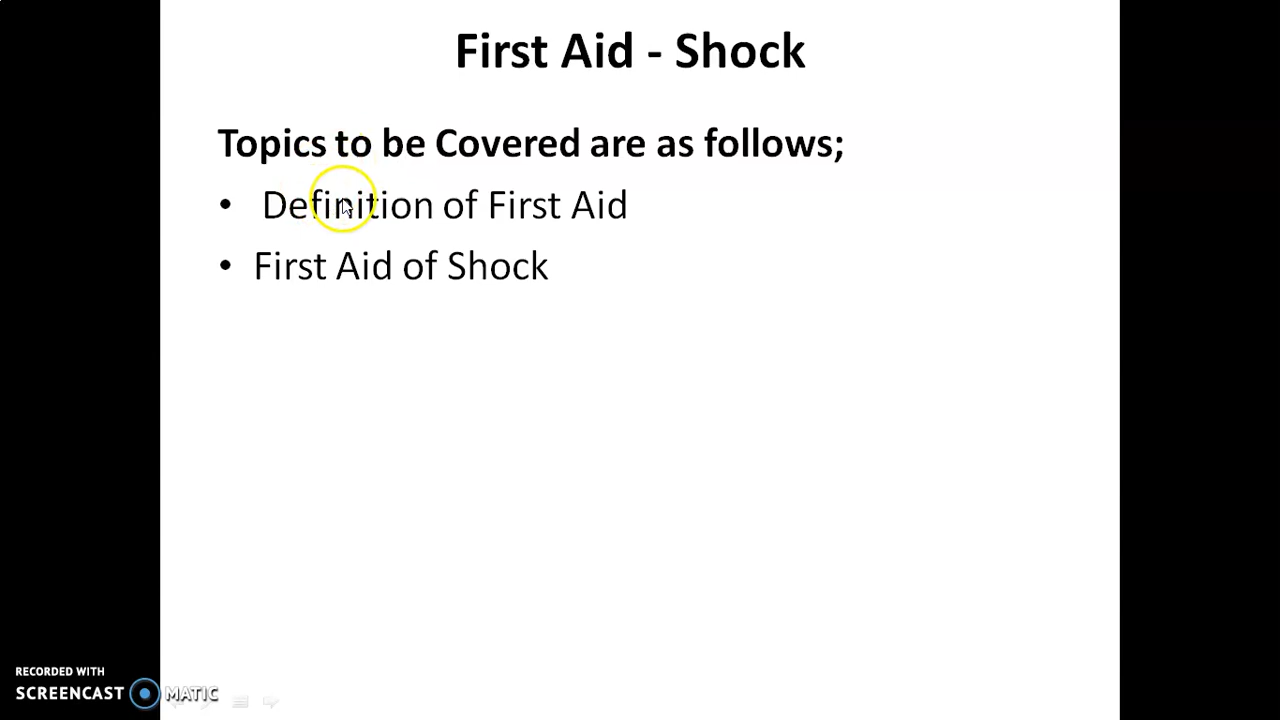 First Aid - Shock
Topics to be Covered are as follows;
• Definition of First Aid
• First Aid of Shock
RECORDED WITH
SCREENCAST MATIC